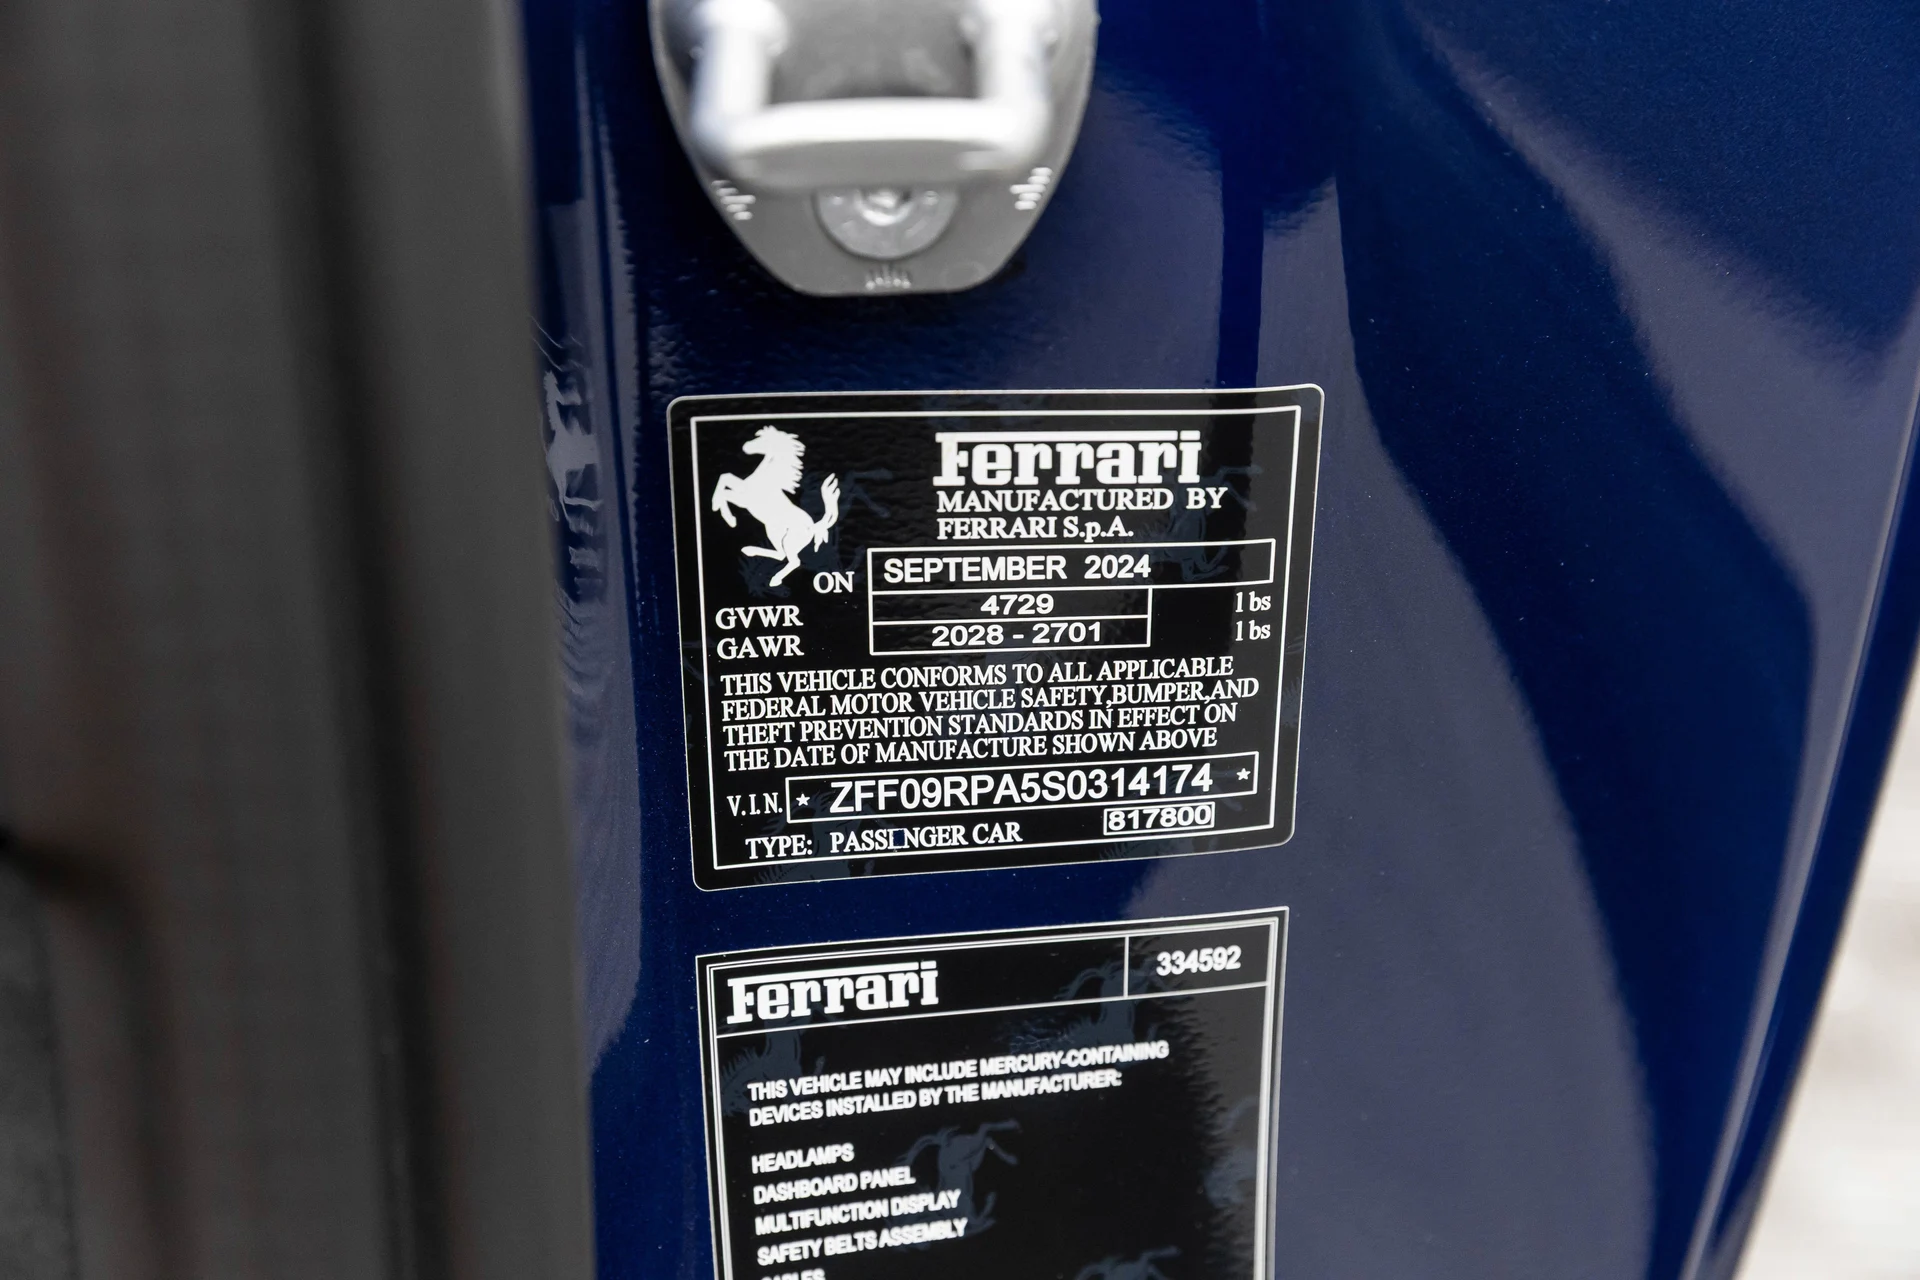 Ferrari
MANUFACTURED BY
FERRARI S.p.A.
ON SEPTEMBER 2024
GVWR 4729 lbs
GAWR 2028 - 2701 lbs
THIS VEHICLE CONFORMS TO ALL APPLICABLE
FEDERAL MOTOR VEHICLE SAFETY,BUMPER,AND
THEFT PREVENTION STANDARDS IN EFFECT ON
THE DATE OF MANUFACTURE SHOWN ABOVE
V.I.N. ★ ZFF09RPA5S0314174 ★
817800
TYPE: PASSENGER CAR
Ferrari 334592
THIS VEHICLE MAY INCLUDE MERCURY-CONTAINING
DEVICES INSTALLED BY THE MANUFACTURER:
HEADLAMPS
DASHBOARD PANEL
MULTIFUNCTION DISPLAY
SAFETY BELTS ASSEMBLY